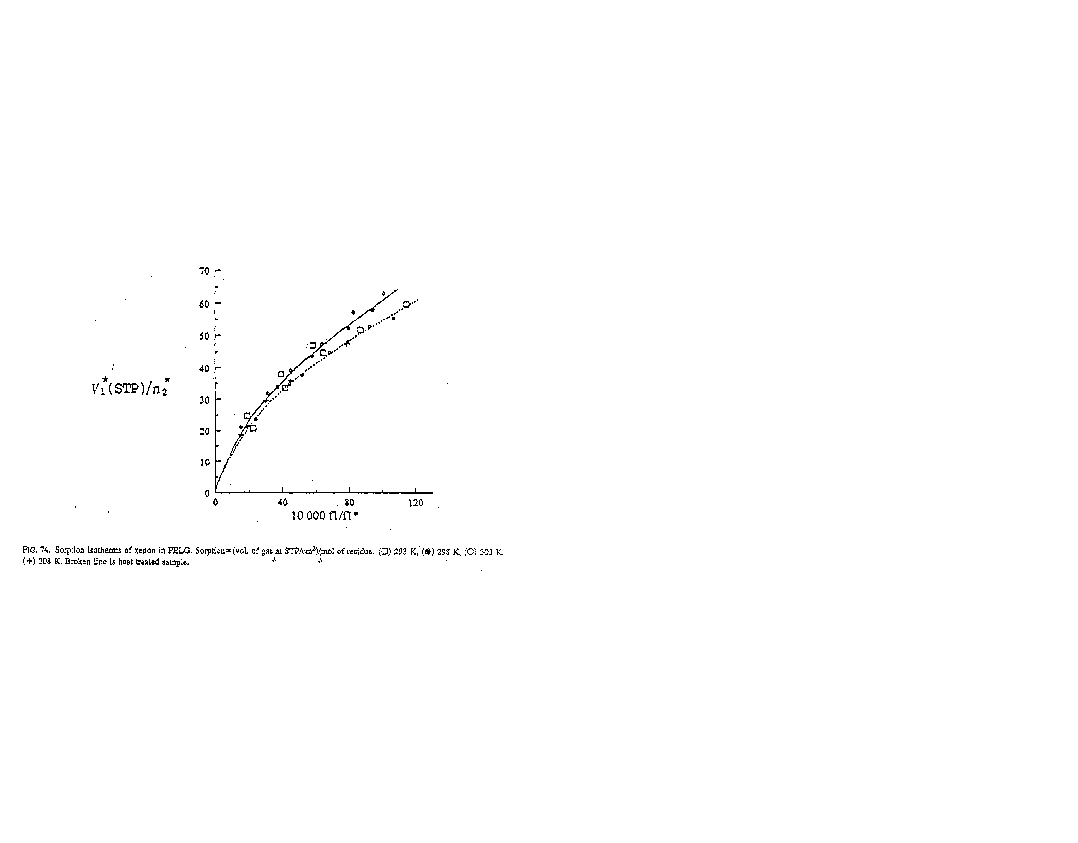 70
60
50
40
30
20
10
0
V₁*(STP)/n₂*
0 40 80 120
10 000 Π/Π*
FIG. 74. Sorption isotherms of xenon in PELG. Sorption=(vol. of gas at STP/cm³)/mol of residue. (□) 293 K, (●) 298 K, (○) 303 K,
(+) 308 K. Broken line is heat treated sample.